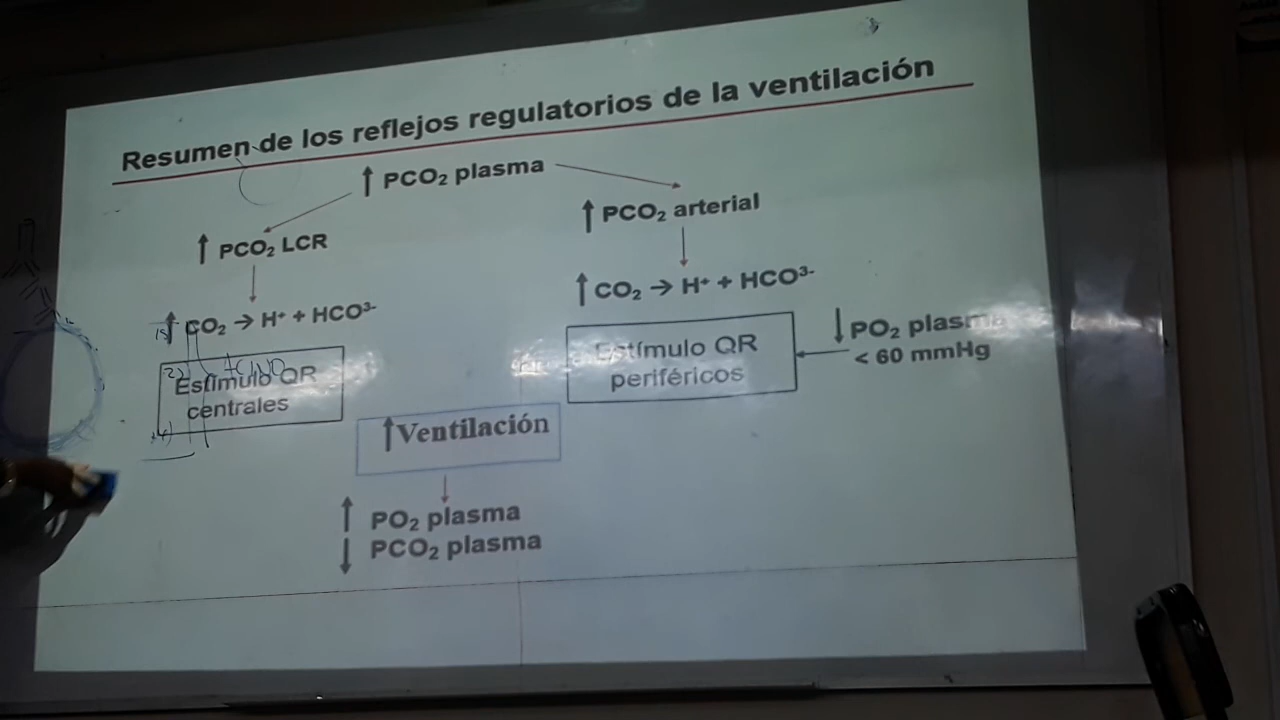 Resumen de los reflejos regulatorios de la ventilación
↑ PCO₂ plasma
↑ PCO₂ arterial
↑ PCO₂ LCR
↑ CO₂ → H⁺ + HCO³⁻
↑ CO₂ → H⁺ + HCO³⁻
↓ PO₂ plasma
< 60 mmHg
Estímulo QR
periféricos
Estímulo QR
centrales
↑Ventilación
↑ PO₂ plasma
↓ PCO₂ plasma